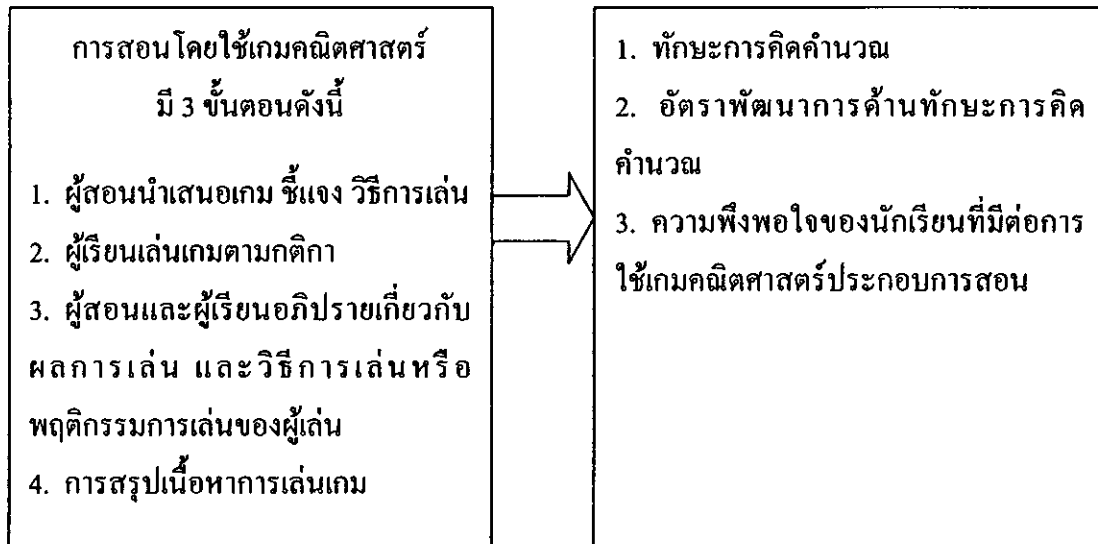 การสอนโดยใช้เกมคณิตศาสตร์
มี 3 ขั้นตอนดังนี้
1. ผู้สอนนำเสนอเกม ชี้แจง วิธีการเล่น
2. ผู้เรียนเล่นเกมตามกติกา
3. ผู้สอนและผู้เรียนอภิปรายเกี่ยวกับ
ผลการเล่น และวิธีการเล่นหรือ
พฤติกรรมการเล่นของผู้เล่น
4. การสรุปเนื้อหาการเล่นเกม
1. ทักษะการคิดคำนวณ
2. อัตราพัฒนาการด้านทักษะการคิด
คำนวณ
3. ความพึงพอใจของนักเรียนที่มีต่อการ
ใช้เกมคณิตศาสตร์ประกอบการสอน